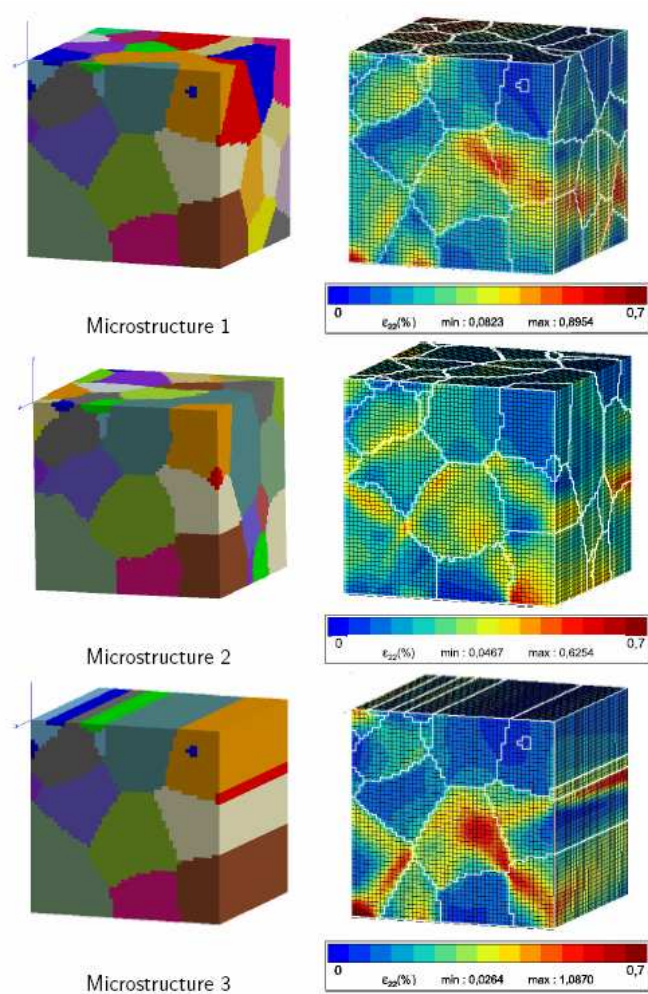 Microstructure 1
0 0,7
ε₂₂(%) min : 0,0823 max : 0,8954
Microstructure 2
0 0,7
ε₂₂(%) min : 0,0467 max : 0,6254
Microstructure 3
0 0,7
ε₂₂(%) min : 0,0264 max : 1,0870